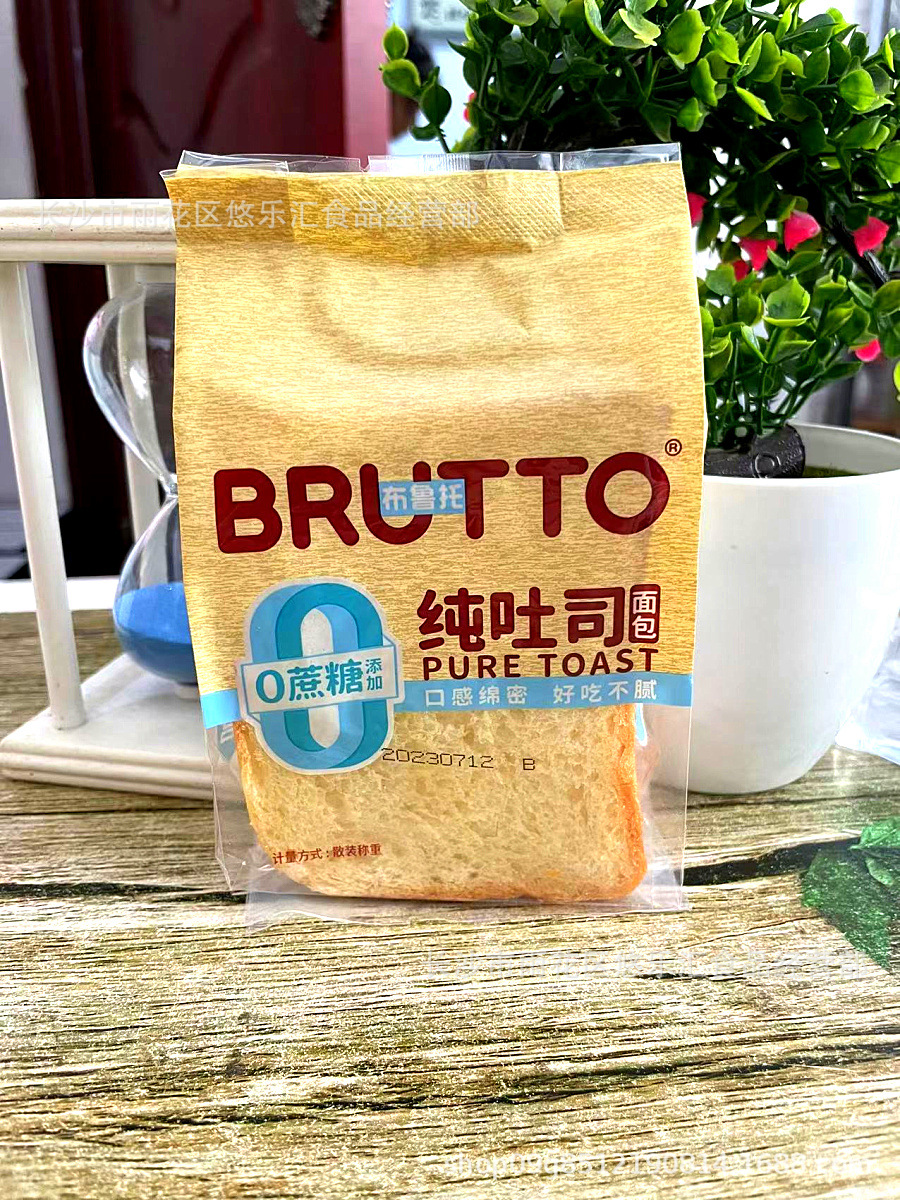 长沙市雨花区悠乐汇食品经营部
BRUTTO®
布鲁托
纯吐司面包
PURE TOAST
0蔗糖添加
口感绵密 好吃不腻
20230712 B
计量方式：散装称重